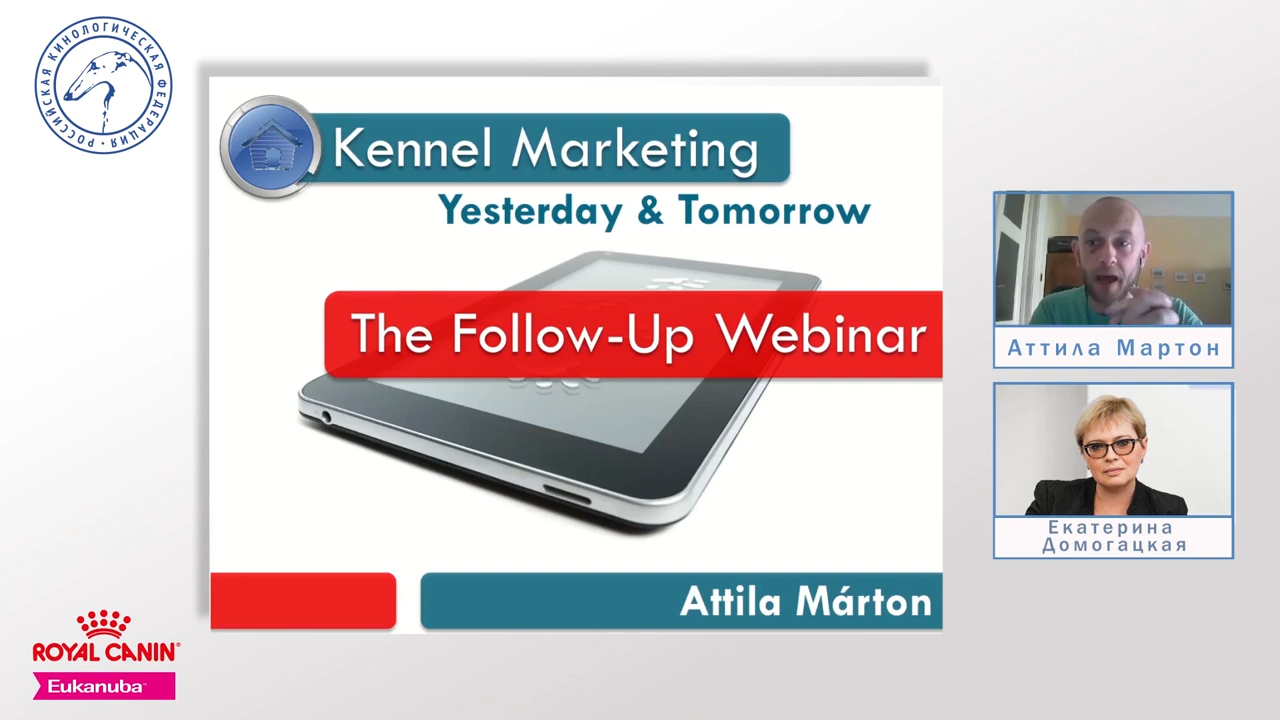 РОССИЙСКАЯ КИНОЛОГИЧЕСКАЯ ФЕДЕРАЦИЯ
Kennel Marketing
Yesterday & Tomorrow
The Follow-Up Webinar
Attila Márton
Аттила Мартон
Екатерина
Домогацкая
ROYAL CANIN®
Eukanuba™